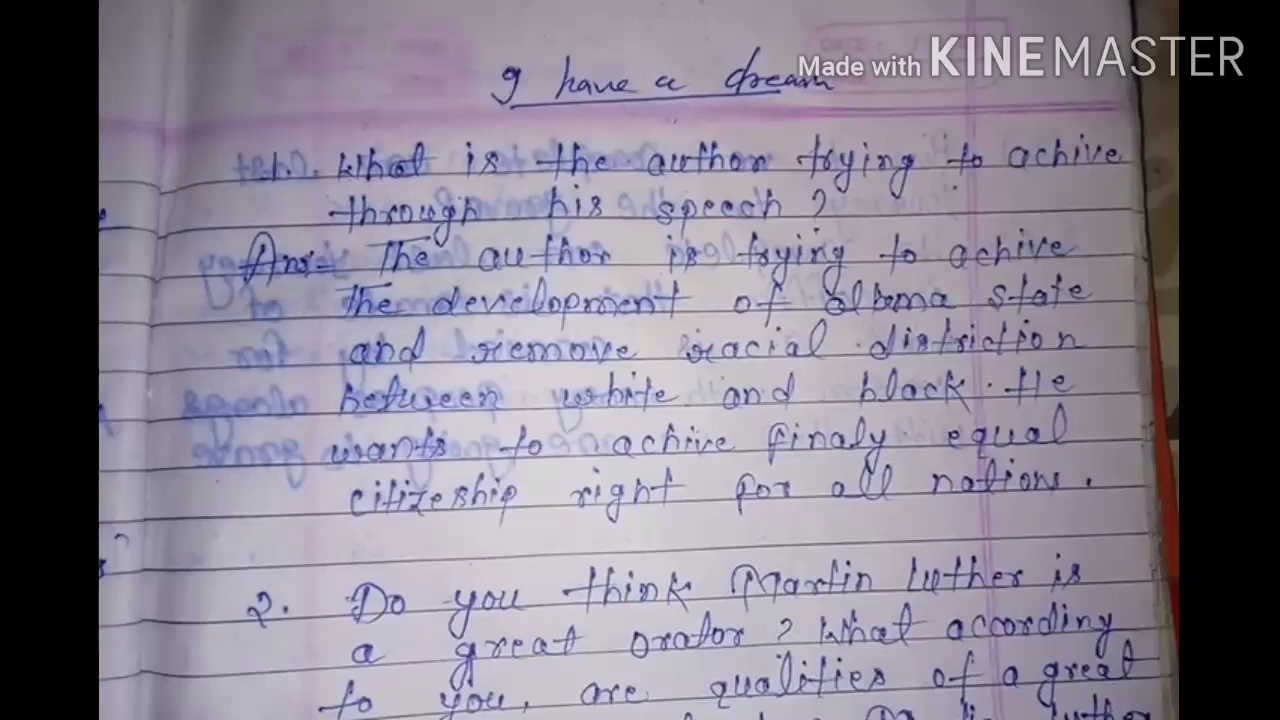 Made with KINEMASTER
I have a dream
1. What is the author trying to achive
through his speech?
Ans- The author is trying to achive
the development of albma state
and remove racial distriction
between white and black. He
wants to achive finaly equal
citizeship right for all nations.
2. Do you think Martin Luther is
a great orator? What according
to you, are qualities of a great